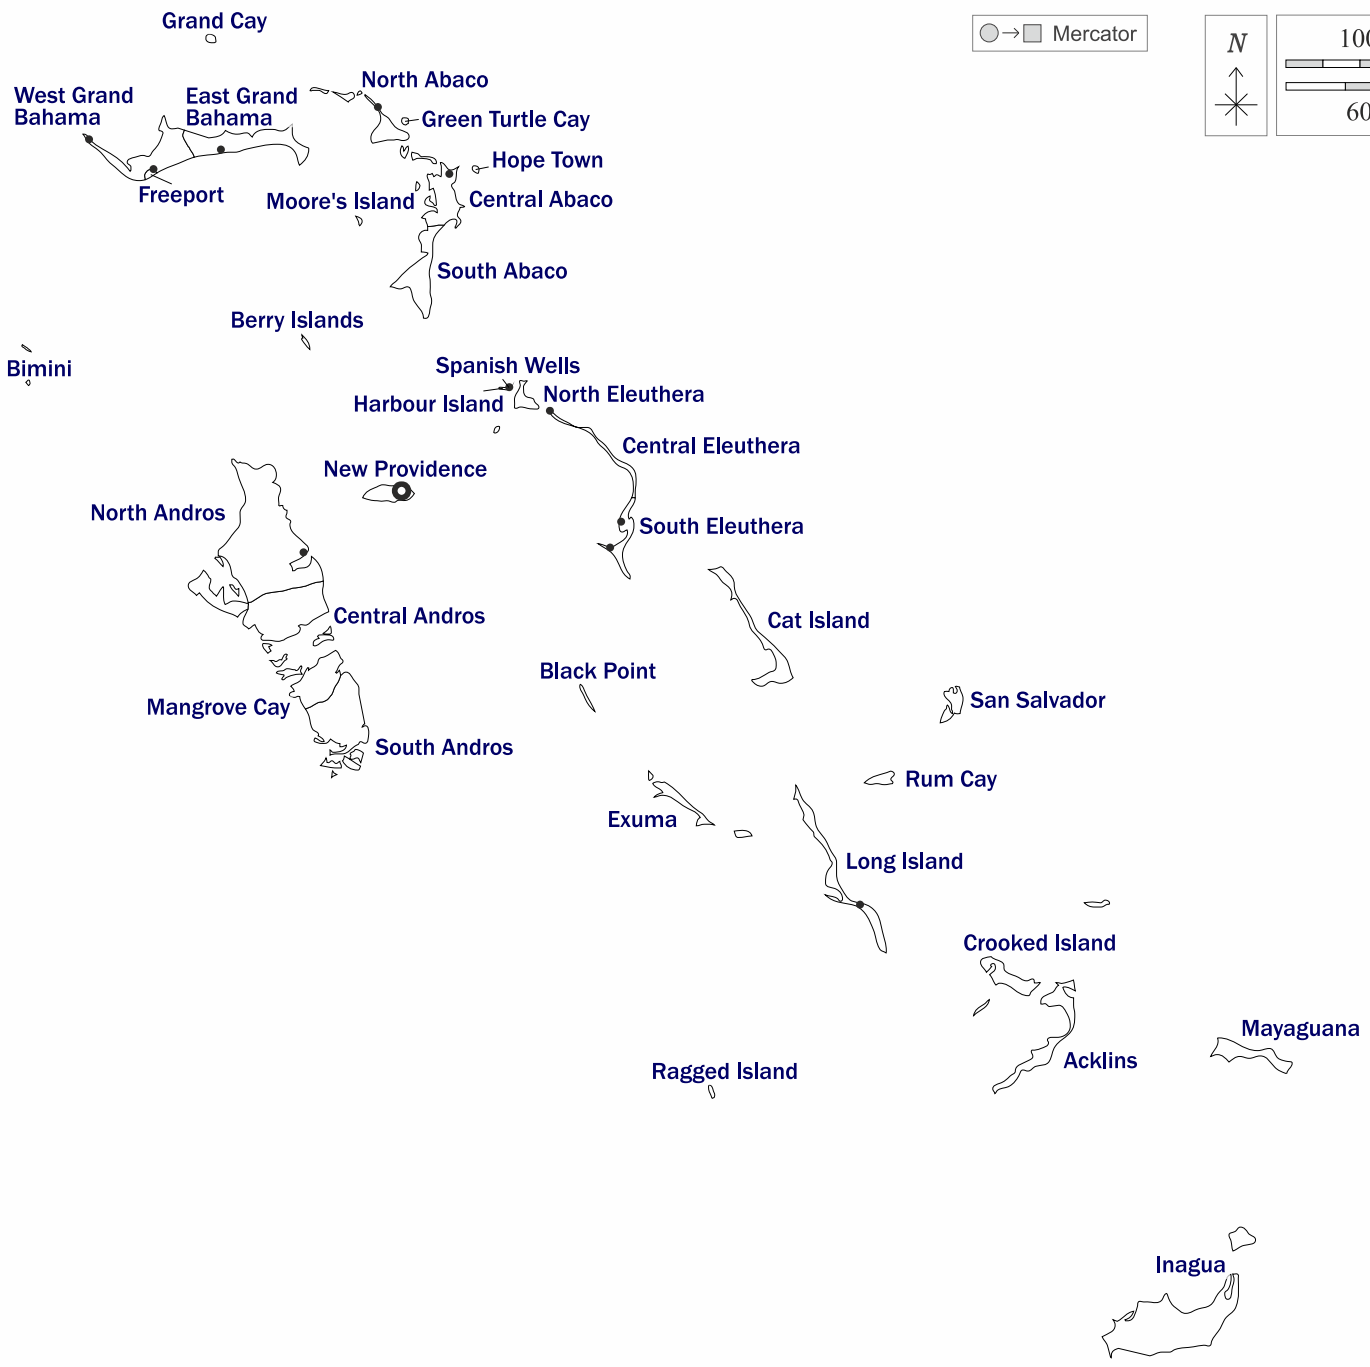 Grand Cay
Mercator
N
100
60
North Abaco
West Grand
Bahama
East Grand
Bahama
Green Turtle Cay
Hope Town
Freeport
Moore's Island
Central Abaco
South Abaco
Berry Islands
Bimini
Spanish Wells
North Eleuthera
Harbour Island
Central Eleuthera
New Providence
North Andros
South Eleuthera
Central Andros
Cat Island
Black Point
Mangrove Cay
San Salvador
South Andros
Rum Cay
Exuma
Long Island
Crooked Island
Mayaguana
Acklins
Ragged Island
Inagua